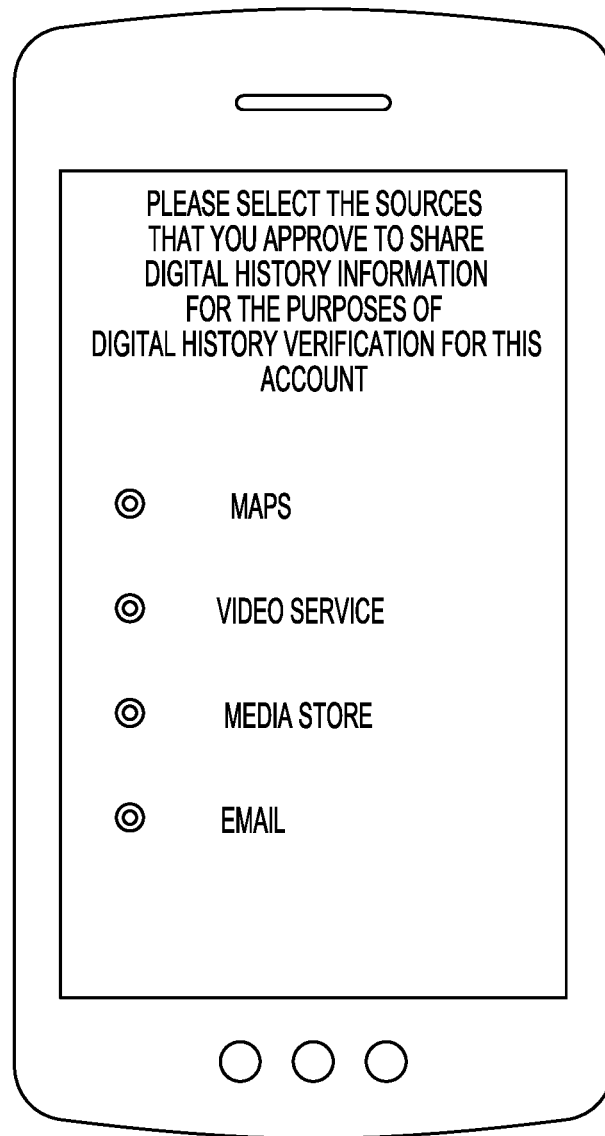 PLEASE SELECT THE SOURCES
THAT YOU APPROVE TO SHARE
DIGITAL HISTORY INFORMATION
FOR THE PURPOSES OF
DIGITAL HISTORY VERIFICATION FOR THIS
ACCOUNT
MAPS
VIDEO SERVICE
MEDIA STORE
EMAIL